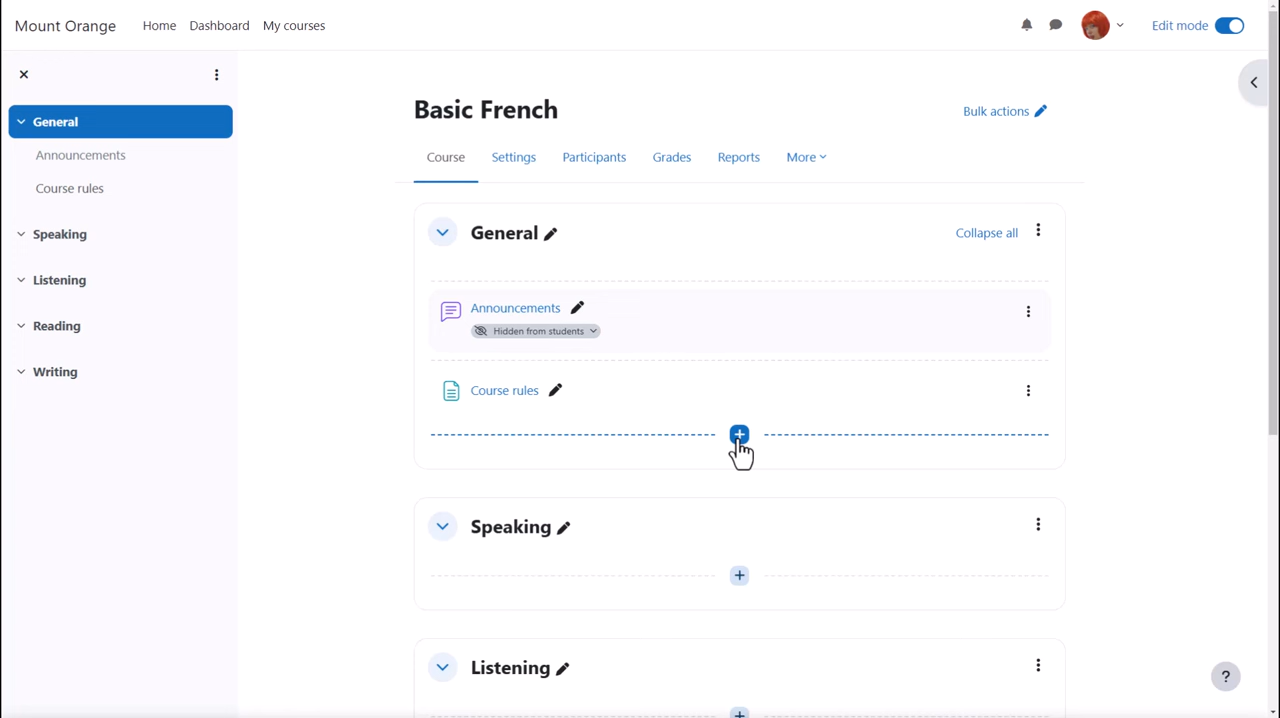 Mount Orange
Home Dashboard My courses
Edit mode
General
Announcements
Course rules
Speaking
Listening
Reading
Writing
Basic French
Bulk actions
Course Settings Participants Grades Reports More
General
Collapse all
Announcements
Hidden from students
Course rules
Speaking
Listening
?